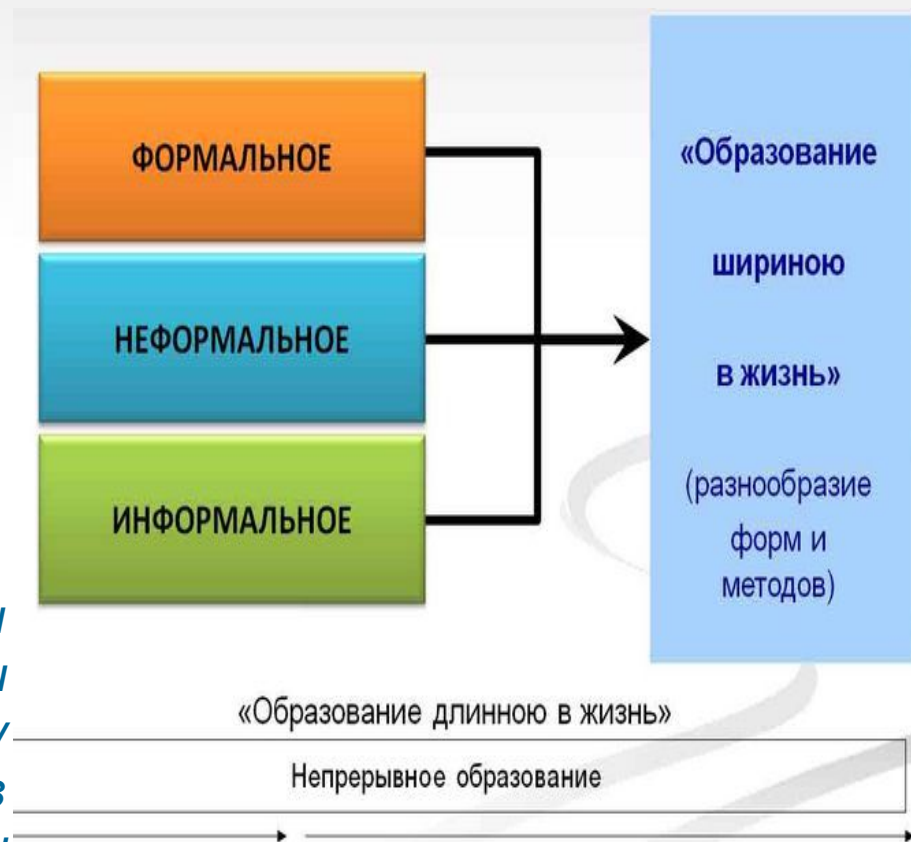 ФОРМАЛЬНОЕ
НЕФОРМАЛЬНОЕ
ИНФОРМАЛЬНОЕ
«Образование
шириною
в жизнь»
(разнообразие
форм и
методов)
«Образование длинною в жизнь»
Непрерывное образование